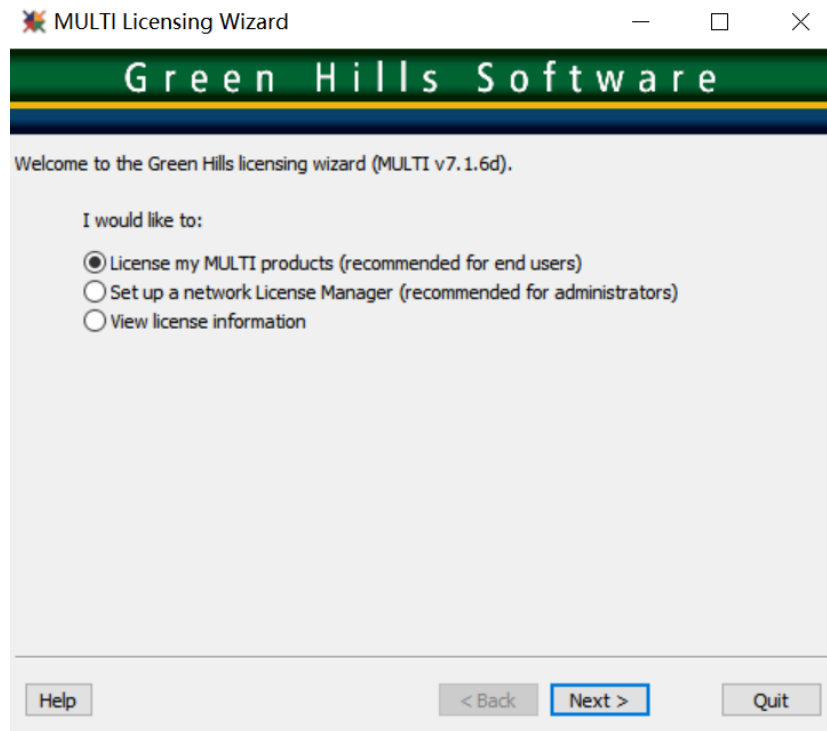 MULTI Licensing Wizard
Green Hills Software
Welcome to the Green Hills licensing wizard (MULTI v7.1.6d).
I would like to:
License my MULTI products (recommended for end users)
Set up a network License Manager (recommended for administrators)
View license information
Help
< Back
Next >
Quit